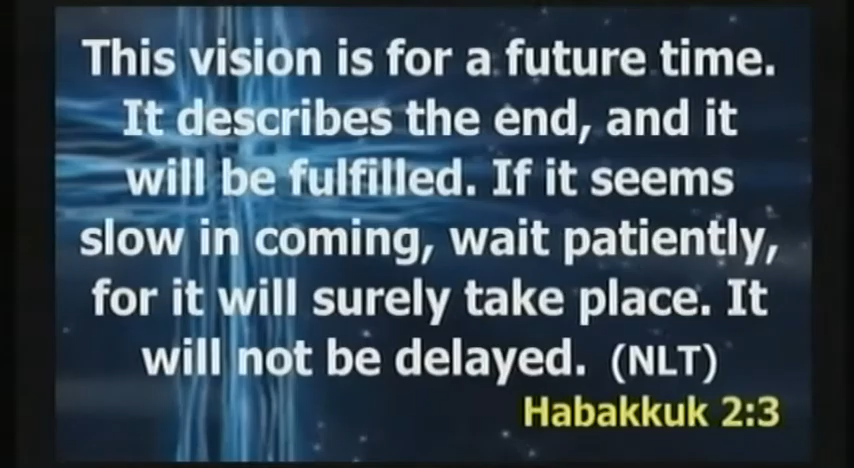 This vision is for a future time.
It describes the end, and it
will be fulfilled. If it seems
slow in coming, wait patiently,
for it will surely take place. It
will not be delayed. (NLT)
Habakkuk 2:3